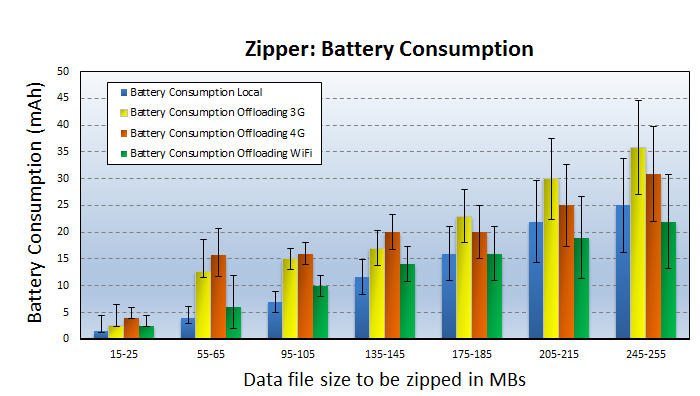 Zipper: Battery Consumption
Battery Consumption (mAh)
50
45
40
35
30
25
20
15
10
5
0
Battery Consumption Local
Battery Consumption Offloading 3G
Battery Consumption Offloading 4G
Battery Consumption Offloading WiFi
15-25 55-65 95-105 135-145 175-185 205-215 245-255
Data file size to be zipped in MBs